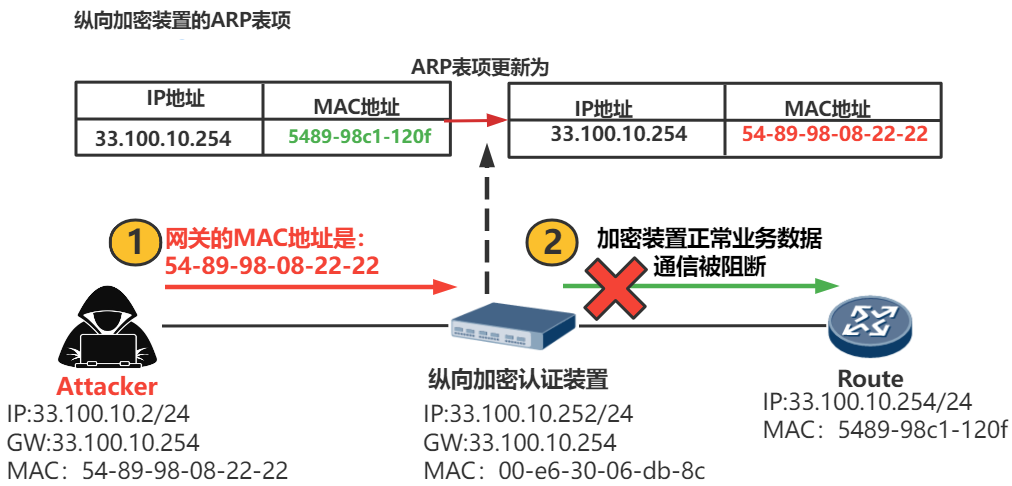 纵向加密装置的ARP表项
ARP表项更新为
IP地址 MAC地址
33.100.10.254 5489-98c1-120f
IP地址 MAC地址
33.100.10.254 54-89-98-08-22-22
1 网关的MAC地址是：
54-89-98-08-22-22
2 加密装置正常业务数据
通信被阻断
Attacker
IP:33.100.10.2/24
GW:33.100.10.254
MAC：54-89-98-08-22-22
纵向加密认证装置
IP:33.100.10.252/24
GW:33.100.10.254
MAC：00-e6-30-06-db-8c
Route
IP:33.100.10.254/24
MAC：5489-98c1-120f